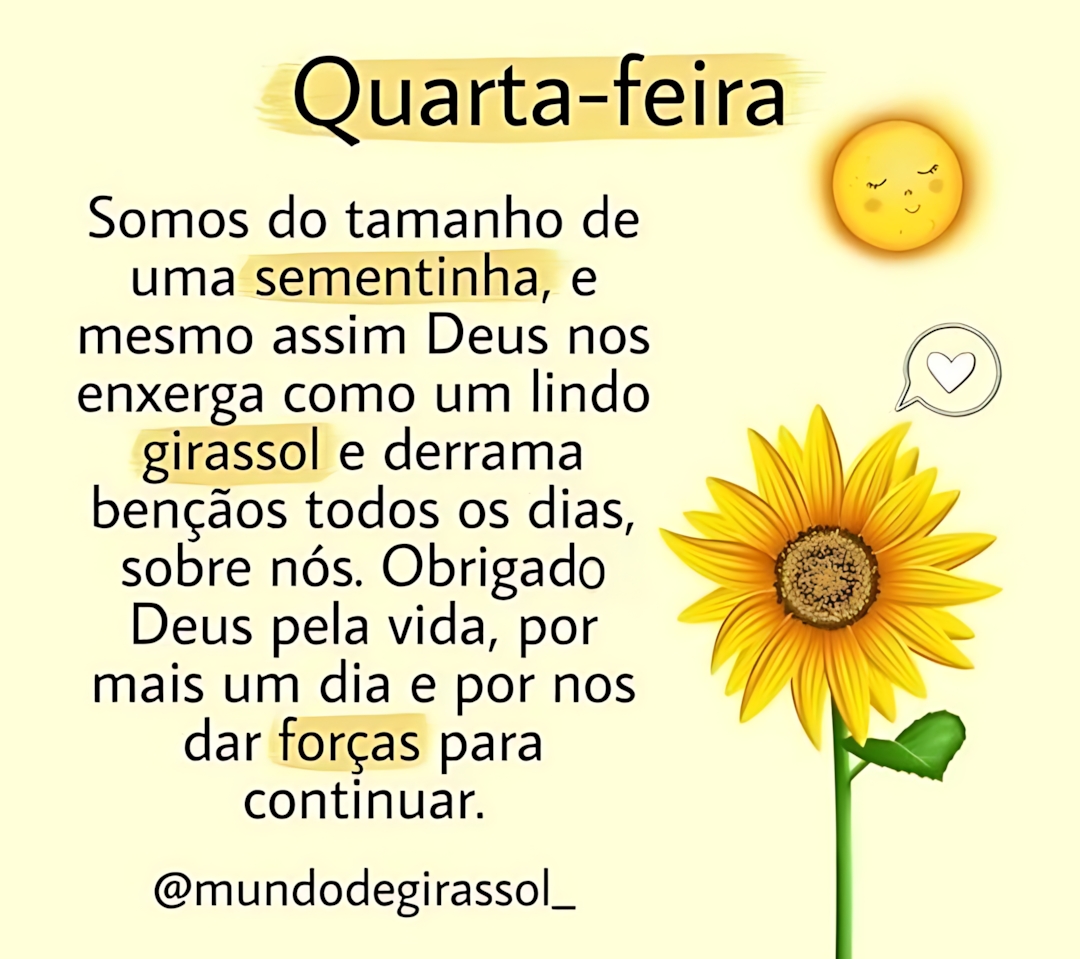 Quarta-feira
Somos do tamanho de
uma sementinha, e
mesmo assim Deus nos
enxerga como um lindo
girassol e derrama
bençãos todos os dias,
sobre nós. Obrigado
Deus pela vida, por
mais um dia e por nos
dar forças para
continuar.
@mundodegirassol_